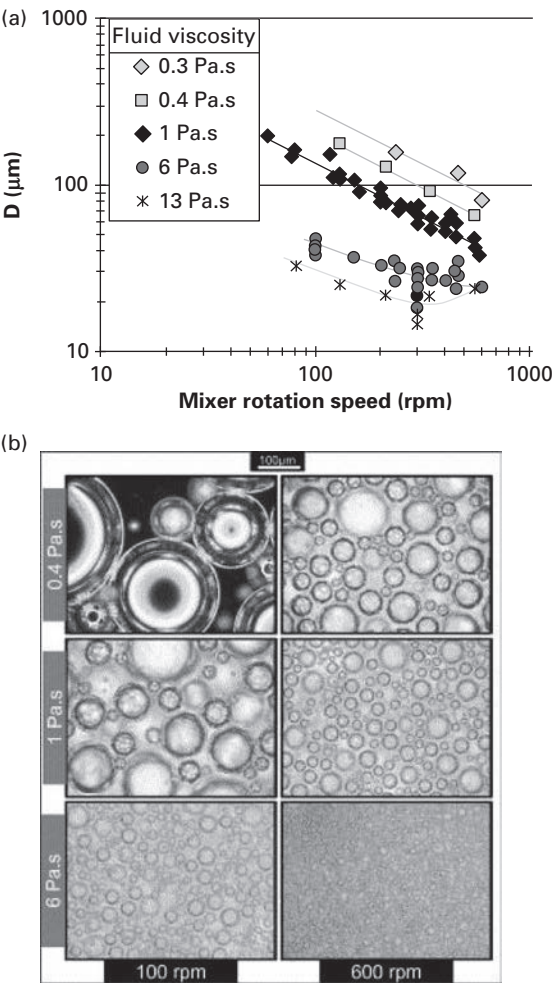 (a)
1000
Fluid viscosity
0.3 Pa.s
0.4 Pa.s
1 Pa.s
6 Pa.s
13 Pa.s
100
D (µm)
10
10 100 1000
Mixer rotation speed (rpm)
(b)
100µm
0.4 Pa.s
1 Pa.s
6 Pa.s
100 rpm 600 rpm